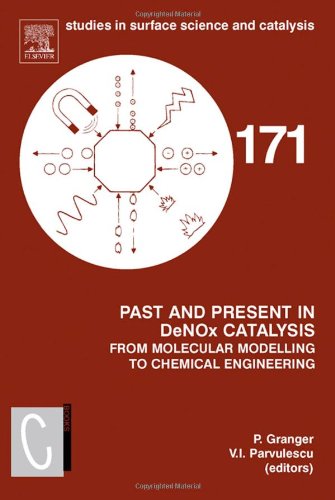 studies in surface science and catalysis
ELSEVIER
171
PAST AND PRESENT IN
DeNOx CATALYSIS
FROM MOLECULAR MODELLING
TO CHEMICAL ENGINEERING
C
BOOKS
P. Granger
V.I. Parvulescu
(editors)